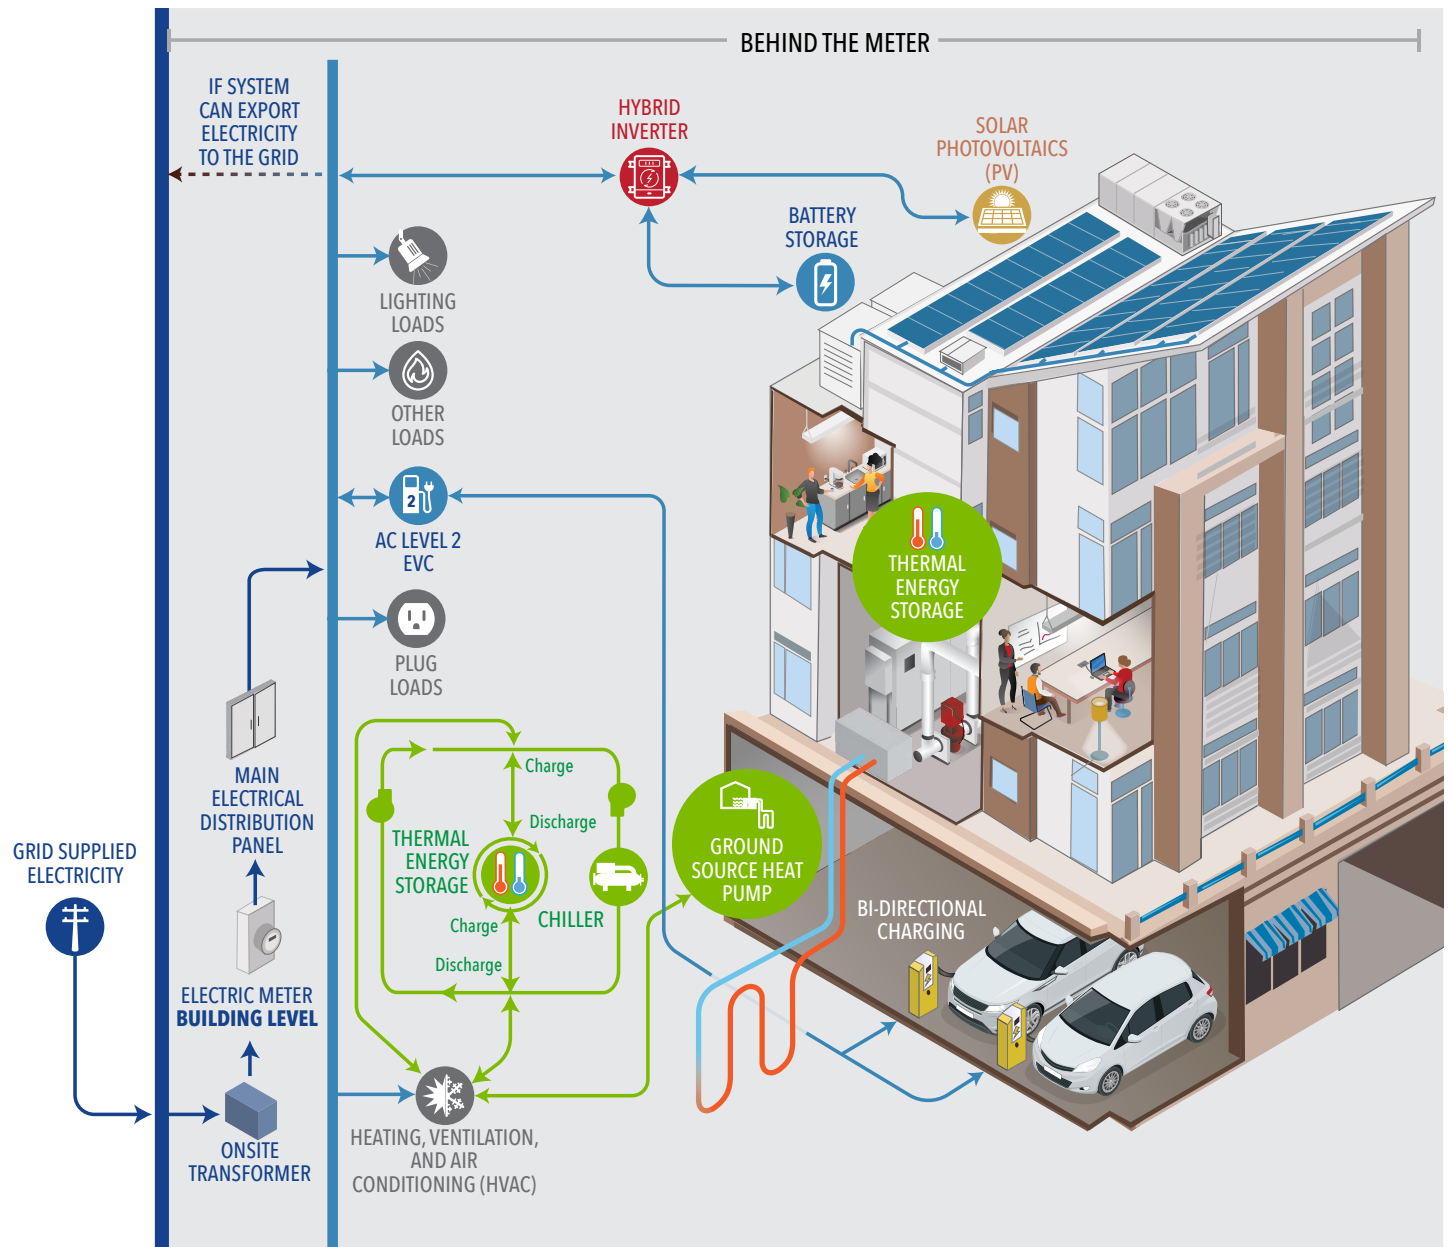 BEHIND THE METER
IF SYSTEM
CAN EXPORT
ELECTRICITY
TO THE GRID
HYBRID
INVERTER
SOLAR
PHOTOVOLTAICS
(PV)
BATTERY
STORAGE
LIGHTING
LOADS
OTHER
LOADS
2
AC LEVEL 2
EVC
PLUG
LOADS
THERMAL
ENERGY
STORAGE
MAIN
ELECTRICAL
DISTRIBUTION
PANEL
GRID SUPPLIED
ELECTRICITY
ELECTRIC METER
BUILDING LEVEL
ONSITE
TRANSFORMER
Charge
Discharge
THERMAL
ENERGY
STORAGE
CHILLER
Charge
Discharge
GROUND
SOURCE HEAT
PUMP
BI-DIRECTIONAL
CHARGING
HEATING, VENTILATION,
AND AIR
CONDITIONING (HVAC)